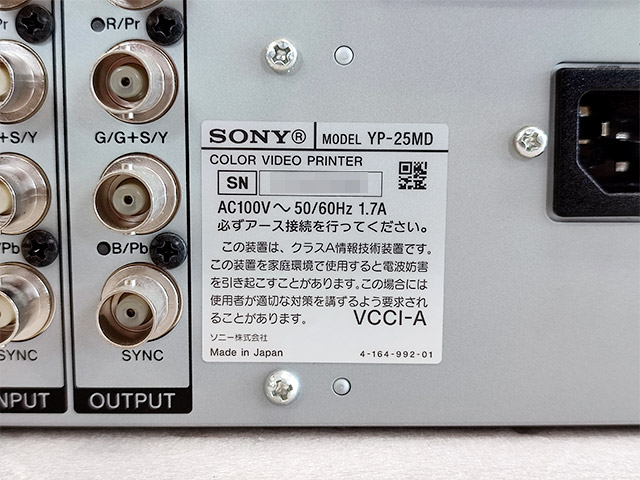 R/Pr
G/G+S/Y
B/Pb
SYNC
OUTPUT
+S/Y
/Pb
SYNC
NPUT
SONY®
MODEL YP-25MD
COLOR VIDEO PRINTER
SN
AC100V～ 50/60Hz 1.7A
必ずアース接続を行ってください。
この装置は、クラスA情報技術装置です。
この装置を家庭環境で使用すると電波妨害
を引き起こすことがあります。この場合には
使用者が適切な対策を講ずるよう要求され
ることがあります。 VCCI-A
ソニー株式会社
Made in Japan
4-164-992-01